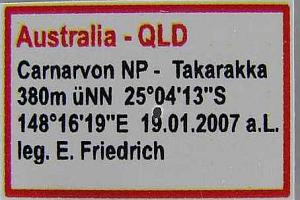 Australia - QLD
Carnarvon NP - Takarakka
380m üNN 25°04'13"S
148°16'19"E 19.01.2007 a.L.
leg. E. Friedrich